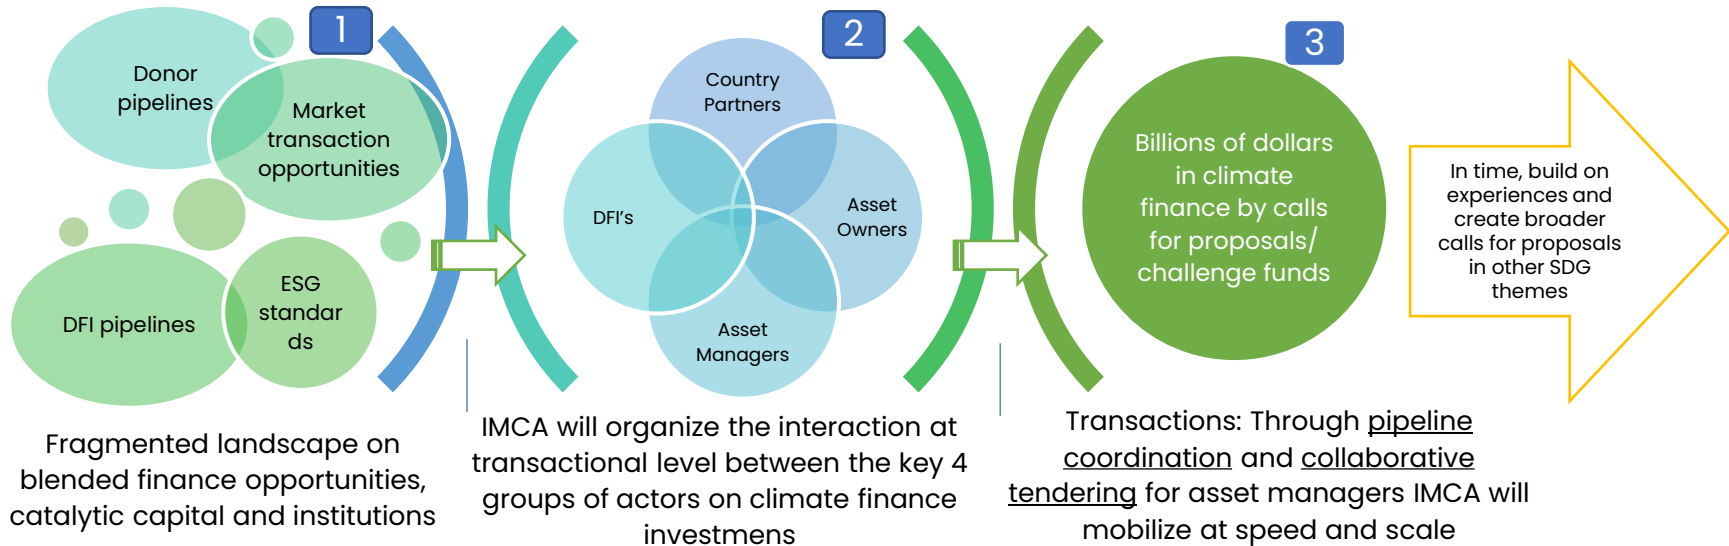 1
Donor
pipelines
Market
transaction
opportunities
DFI pipelines
ESG
standar
ds
Fragmented landscape on
blended finance opportunities,
catalytic capital and institutions
2
Country
Partners
DFI’s
Asset
Owners
Asset
Managers
IMCA will organize the interaction at
transactional level between the key 4
groups of actors on climate finance
investmens
3
Billions of dollars
in climate
finance by calls
for proposals/
challenge funds
Transactions: Through pipeline
coordination and collaborative
tendering for asset managers IMCA will
mobilize at speed and scale
In time, build on
experiences and
create broader
calls for proposals
in other SDG
themes